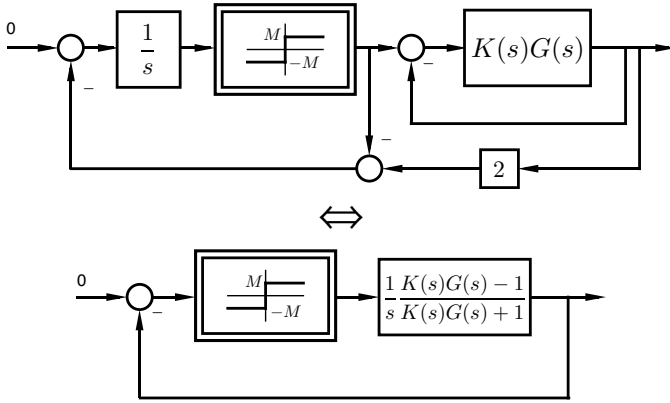 0
−
1
s
M
−M
−
K(s)G(s)
−
2
⇔
0
−
M
−M
1 K(s)G(s) − 1
s K(s)G(s) + 1